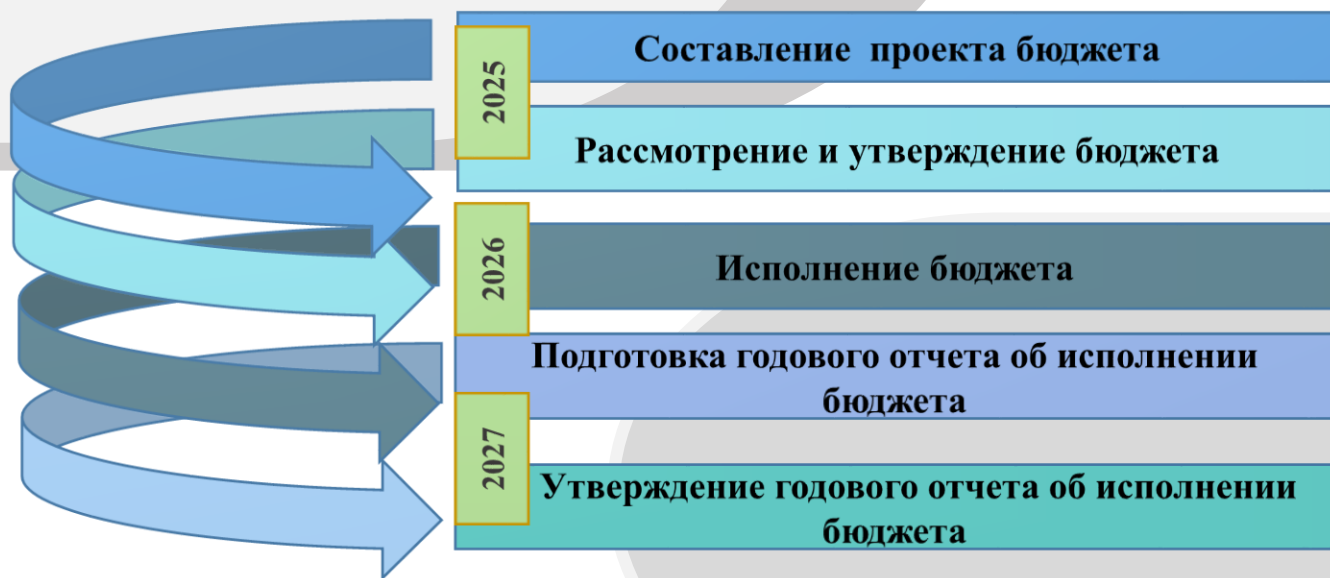 2025
Составление проекта бюджета
Рассмотрение и утверждение бюджета
2026
Исполнение бюджета
Подготовка годового отчета об исполнении
бюджета
2027
Утверждение годового отчета об исполнении
бюджета